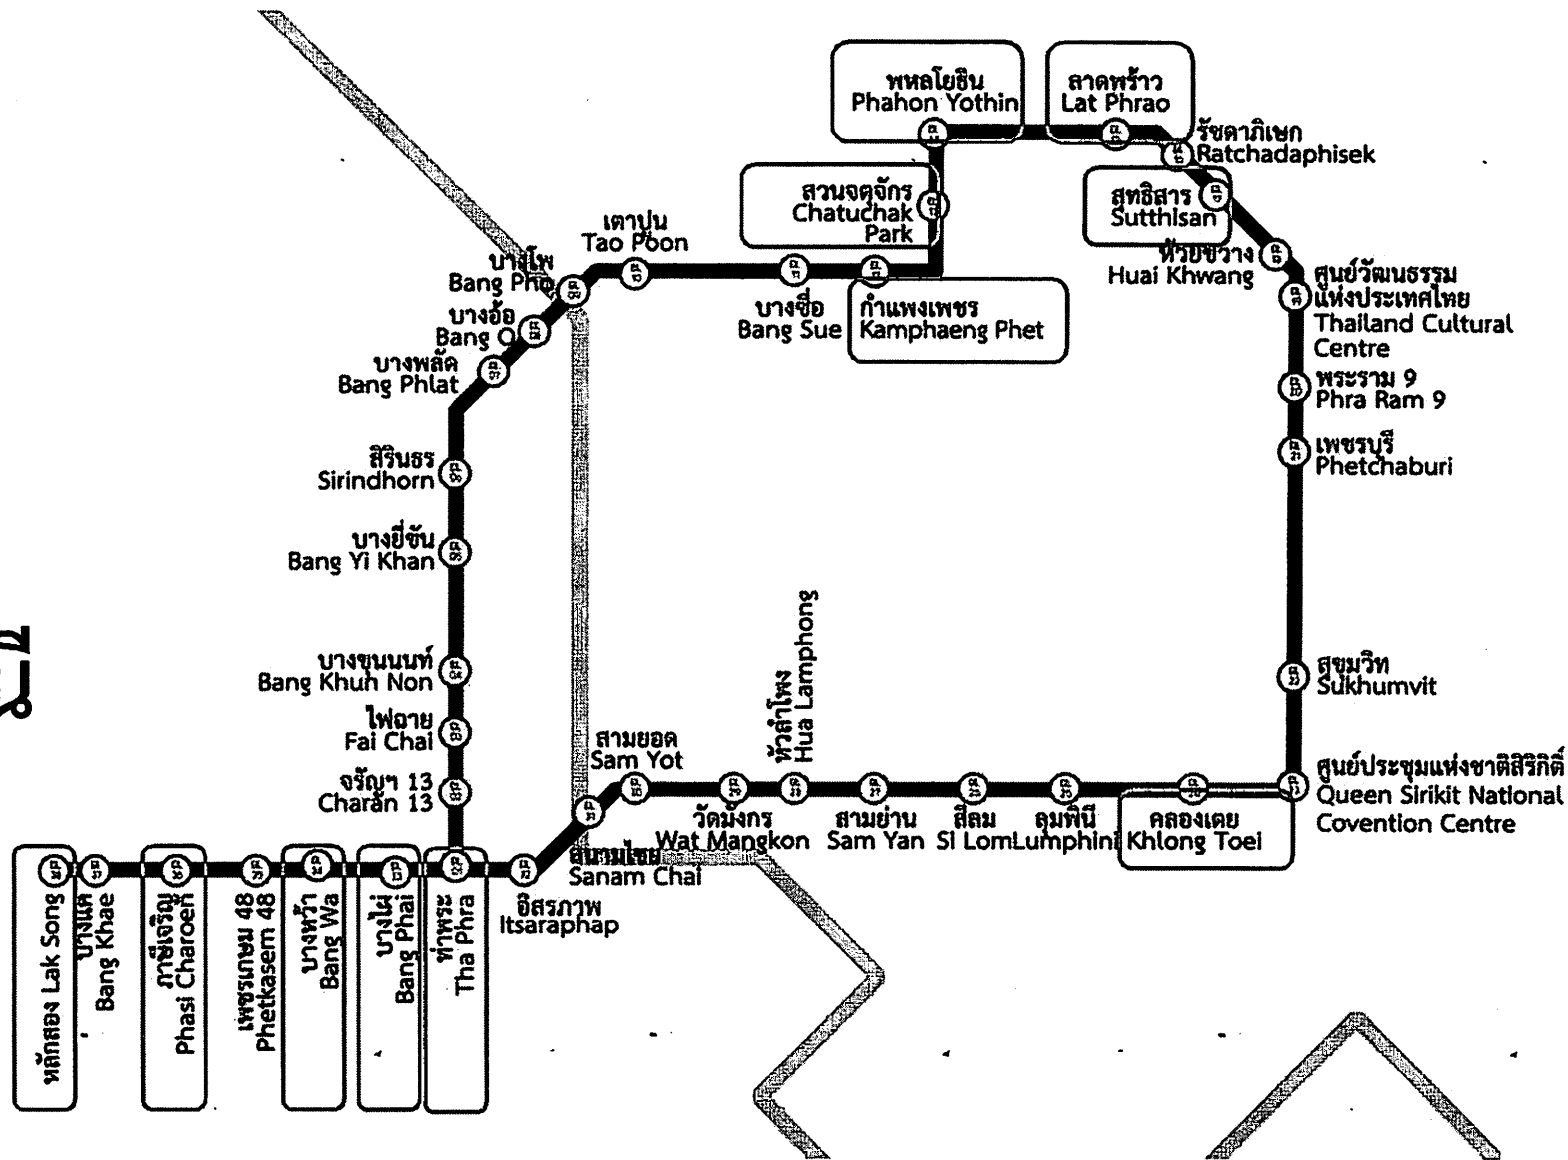 พหลโยธิน
Phahon Yothin
ลาดพร้าว
Lat Phrao
รัชดาภิเษก
Ratchadaphisek
สวนจตุจักร
Chatuchak
Park
สุทธิสาร
Sutthisan
เตาปูน
Tao Poon
ห้วยขวาง
Huai Khwang
บางโพ
Bang Pho
ศูนย์วัฒนธรรม
แห่งประเทศไทย
Thailand Cultural
Centre
บางซื่อ
Bang Sue
กำแพงเพชร
Kamphaeng Phet
บางอ้อ
Bang O
บางพลัด
Bang Phlat
พระราม 9
Phra Ram 9
เพชรบุรี
Phetchaburi
สิรินธร
Sirindhorn
บางยี่ขัน
Bang Yi Khan
บางขุนนนท์
Bang Khuh Non
สุขุมวิท
Sukhumvit
ไฟฉาย
Fai Chai
สามยอด
Sam Yot
หัวลำโพง
Hua Lamphong
จรัญฯ 13
Charan 13
ศูนย์ประชุมแห่งชาติสิริกิติ์
Queen Sirikit National
Covention Centre
วัดมังกร
Wat Mangkon
สามย่าน
Sam Yan
สีลม
Si Lom
ลุมพินี
Lumphini
คลองเตย
Khlong Toei
สนามไชย
Sanam Chai
อิสรภาพ
Itsaraphap
หลักสอง Lak Song
บางแค
Bang Khae
ภาษีเจริญ
Phasi Charoen
เพชรเกษม 48
Phetkasem 48
บางหว้า
Bang Wa
บางไผ่
Bang Phai
ท่าพระ
Tha Phra